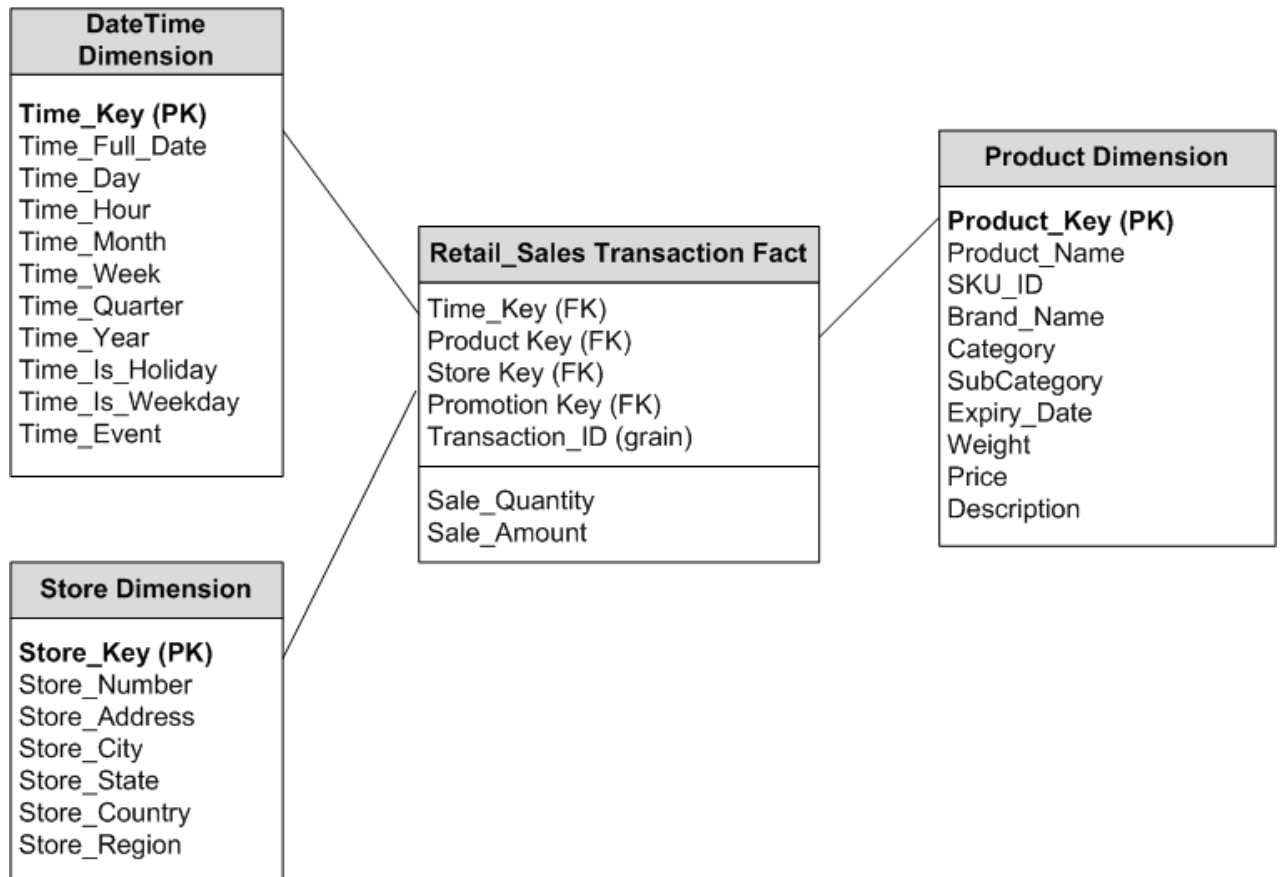 DateTime
Dimension
Time_Key (PK)
Time_Full_Date
Time_Day
Time_Hour
Time_Month
Time_Week
Time_Quarter
Time_Year
Time_Is_Holiday
Time_Is_Weekday
Time_Event
Store Dimension
Store_Key (PK)
Store_Number
Store_Address
Store_City
Store_State
Store_Country
Store_Region
Retail_Sales Transaction Fact
Time_Key (FK)
Product Key (FK)
Store Key (FK)
Promotion Key (FK)
Transaction_ID (grain)
Sale_Quantity
Sale_Amount
Product Dimension
Product_Key (PK)
Product_Name
SKU_ID
Brand_Name
Category
SubCategory
Expiry_Date
Weight
Price
Description